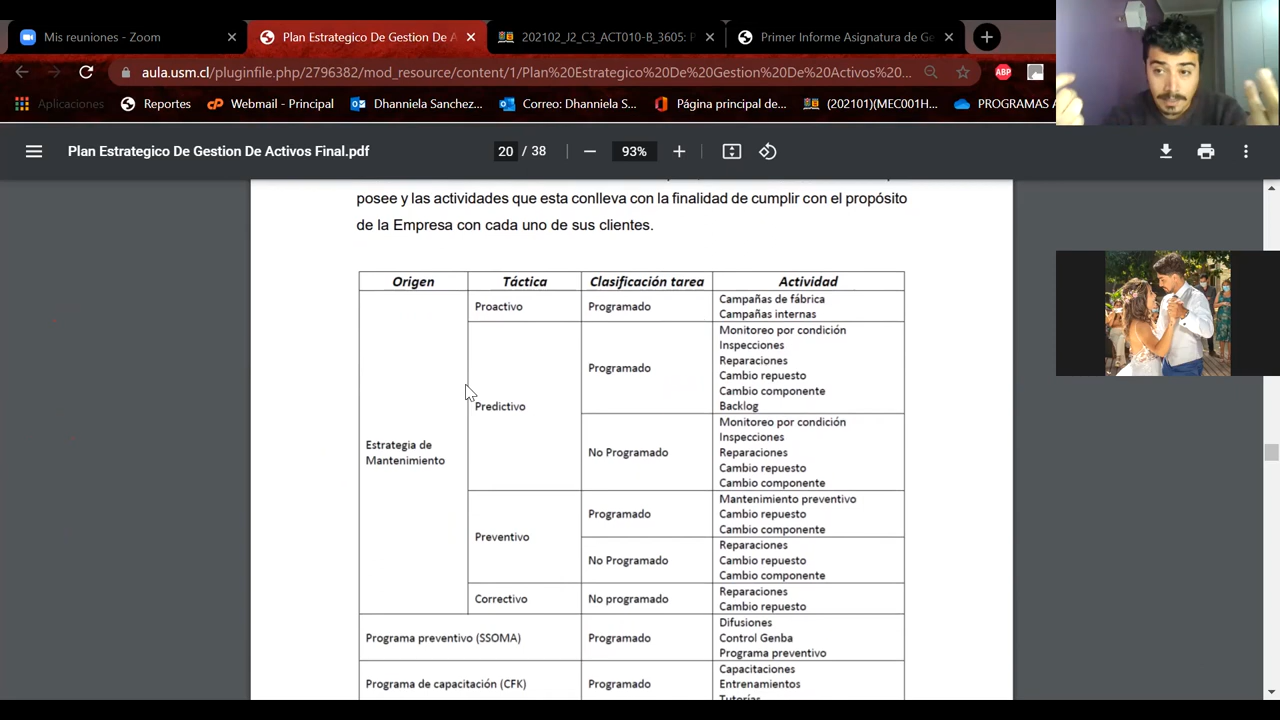 Mis reuniones - Zoom
Plan Estrategico De Gestion De A
202102_J2_C3_ACT010-B_3605: P
Primer Informe Asignatura de Ge
aula.usm.cl/pluginfile.php/2796382/mod_resource/content/1/Plan%20Estrategico%20De%20Gestion%20De%20Activos%20...
ABP
Aplicaciones
Reportes
Webmail - Principal
Dhanniela Sanchez...
Correo: Dhanniela S...
Página principal de...
(202101)(MEC001H...
PROGRAMAS A
Plan Estrategico De Gestion De Activos Final.pdf
20 / 38
93%
posee y las actividades que esta conlleva con la finalidad de cumplir con el propósito
de la Empresa con cada uno de sus clientes.
Origen Táctica Clasificación tarea Actividad
Estrategia de
Mantenimiento
Proactivo
Programado
Campañas de fábrica
Campañas internas
Predictivo
Programado
Monitoreo por condición
Inspecciones
Reparaciones
Cambio repuesto
Cambio componente
Backlog
No Programado
Monitoreo por condición
Inspecciones
Reparaciones
Cambio repuesto
Cambio componente
Preventivo
Programado
Mantenimiento preventivo
Cambio repuesto
Cambio componente
No Programado
Reparaciones
Cambio repuesto
Cambio componente
Correctivo
No programado
Reparaciones
Cambio repuesto
Programa preventivo (SSOMA)
Programado
Difusiones
Control Genba
Programa preventivo
Programa de capacitación (CFK)
Programado
Capacitaciones
Entrenamientos
Tutorías